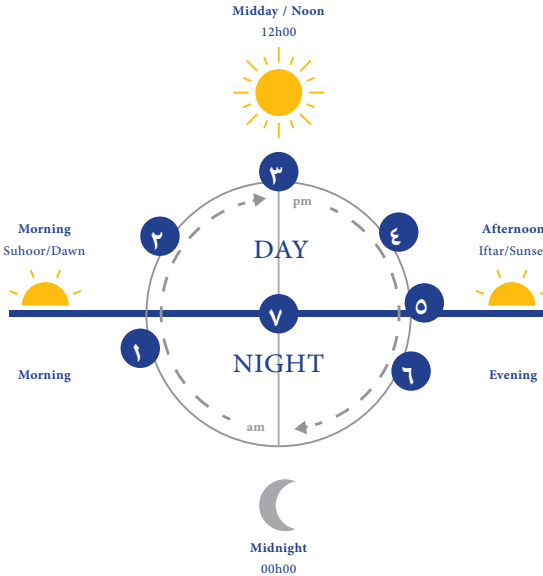 Midday / Noon
12h00
٣
pm
٢
٤
Morning
Suhoor/Dawn
DAY
Afternoon
Iftar/Sunse
٧
٥
١
NIGHT
٦
Morning
Evening
am
Midnight
00h00